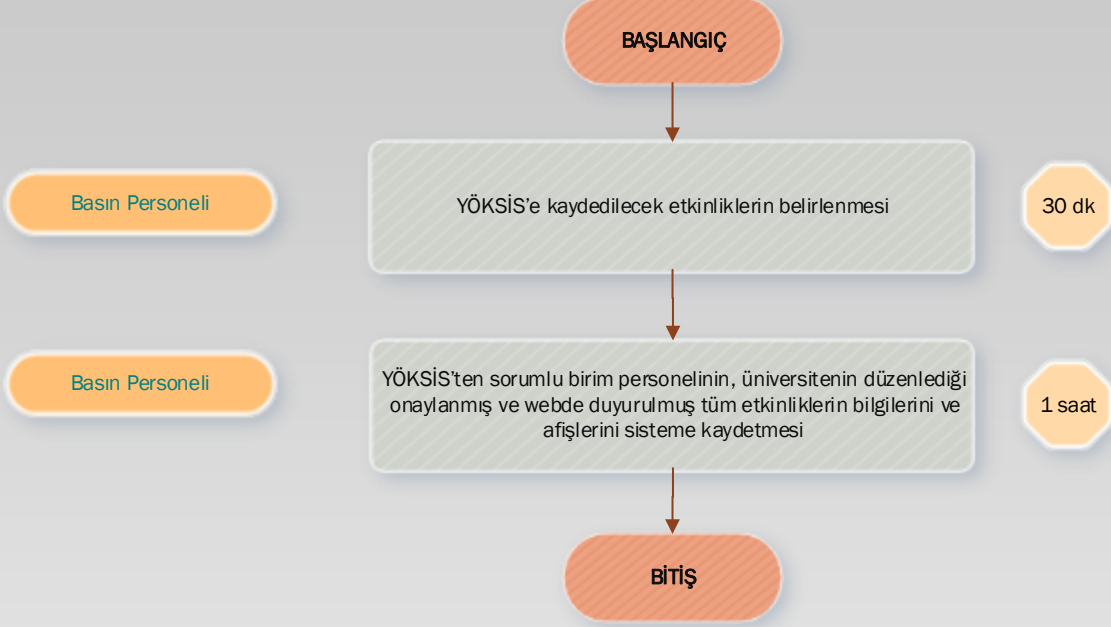 BAŞLANGIÇ
Basın Personeli
YÖKSİS’e kaydedilecek etkinliklerin belirlenmesi
30 dk
Basın Personeli
YÖKSİS’ten sorumlu birim personelinin, üniversitenin düzenlediği
onaylanmış ve webde duyurulmuş tüm etkinliklerin bilgilerini ve
afişlerini sisteme kaydetmesi
1 saat
BİTİŞ